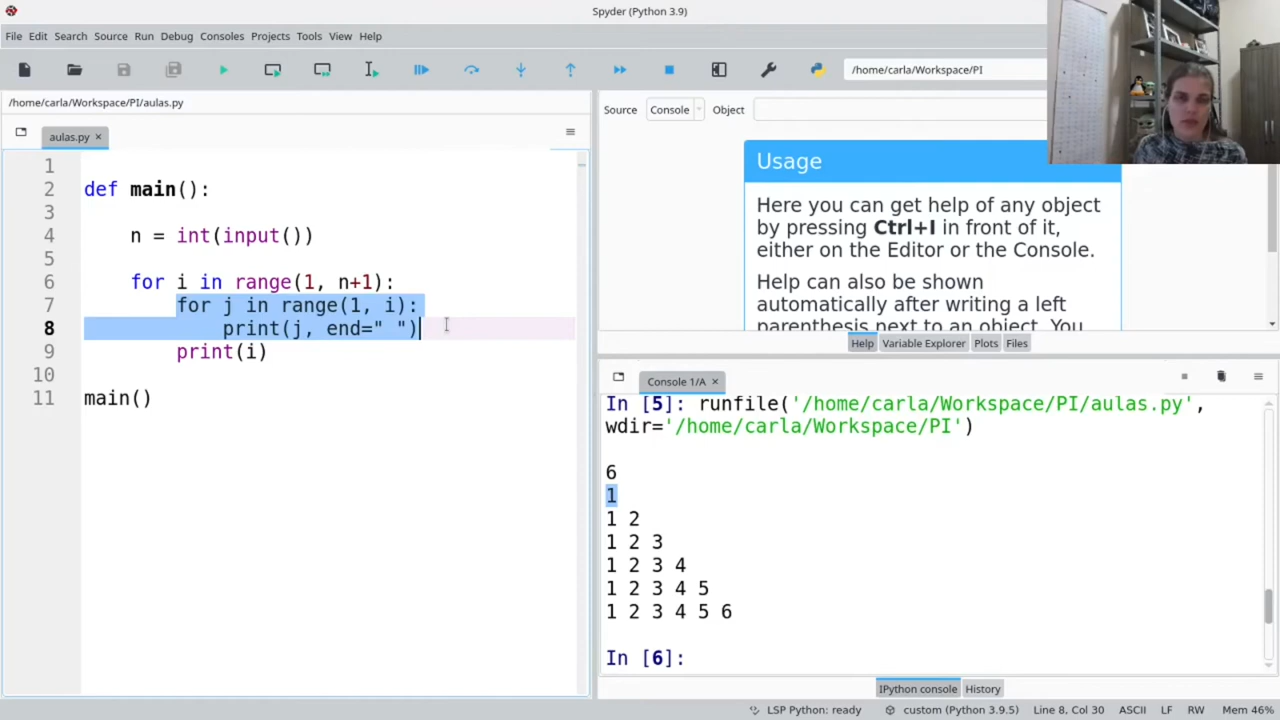 Spyder (Python 3.9)
File Edit Search Source Run Debug Consoles Projects Tools View Help
/home/carla/Workspace/PI
/home/carla/Workspace/PI/aulas.py
Source Console Object
aulas.py
1
2 def main():
3
4 n = int(input())
5
6 for i in range(1, n+1):
7 for j in range(1, i):
8 print(j, end=" ")
9 print(i)
10
11 main()
Usage
Here you can get help of any object
by pressing Ctrl+I in front of it,
either on the Editor or the Console.
Help can also be shown
automatically after writing a left
parenthesis next to an object. You
Help Variable Explorer Plots Files
Console 1/A
In [5]: runfile('/home/carla/Workspace/PI/aulas.py',
wdir='/home/carla/Workspace/PI')
6
1
1 2
1 2 3
1 2 3 4
1 2 3 4 5
1 2 3 4 5 6
In [6]:
IPython console History
LSP Python: ready custom (Python 3.9.5) Line 8, Col 30 ASCII LF RW Mem 46%